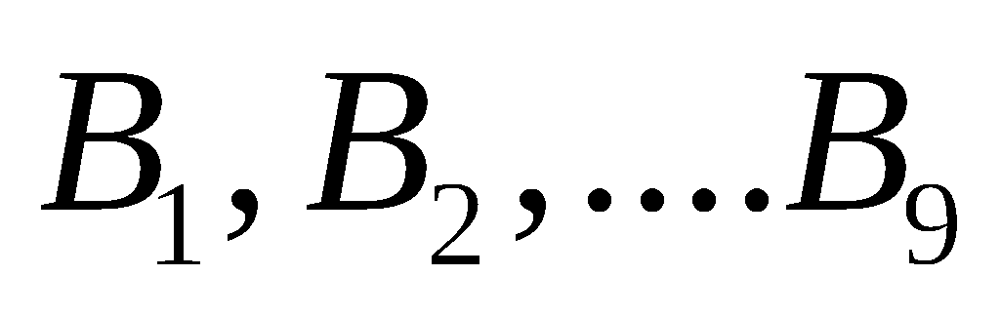 B₁, B₂, ....B₉